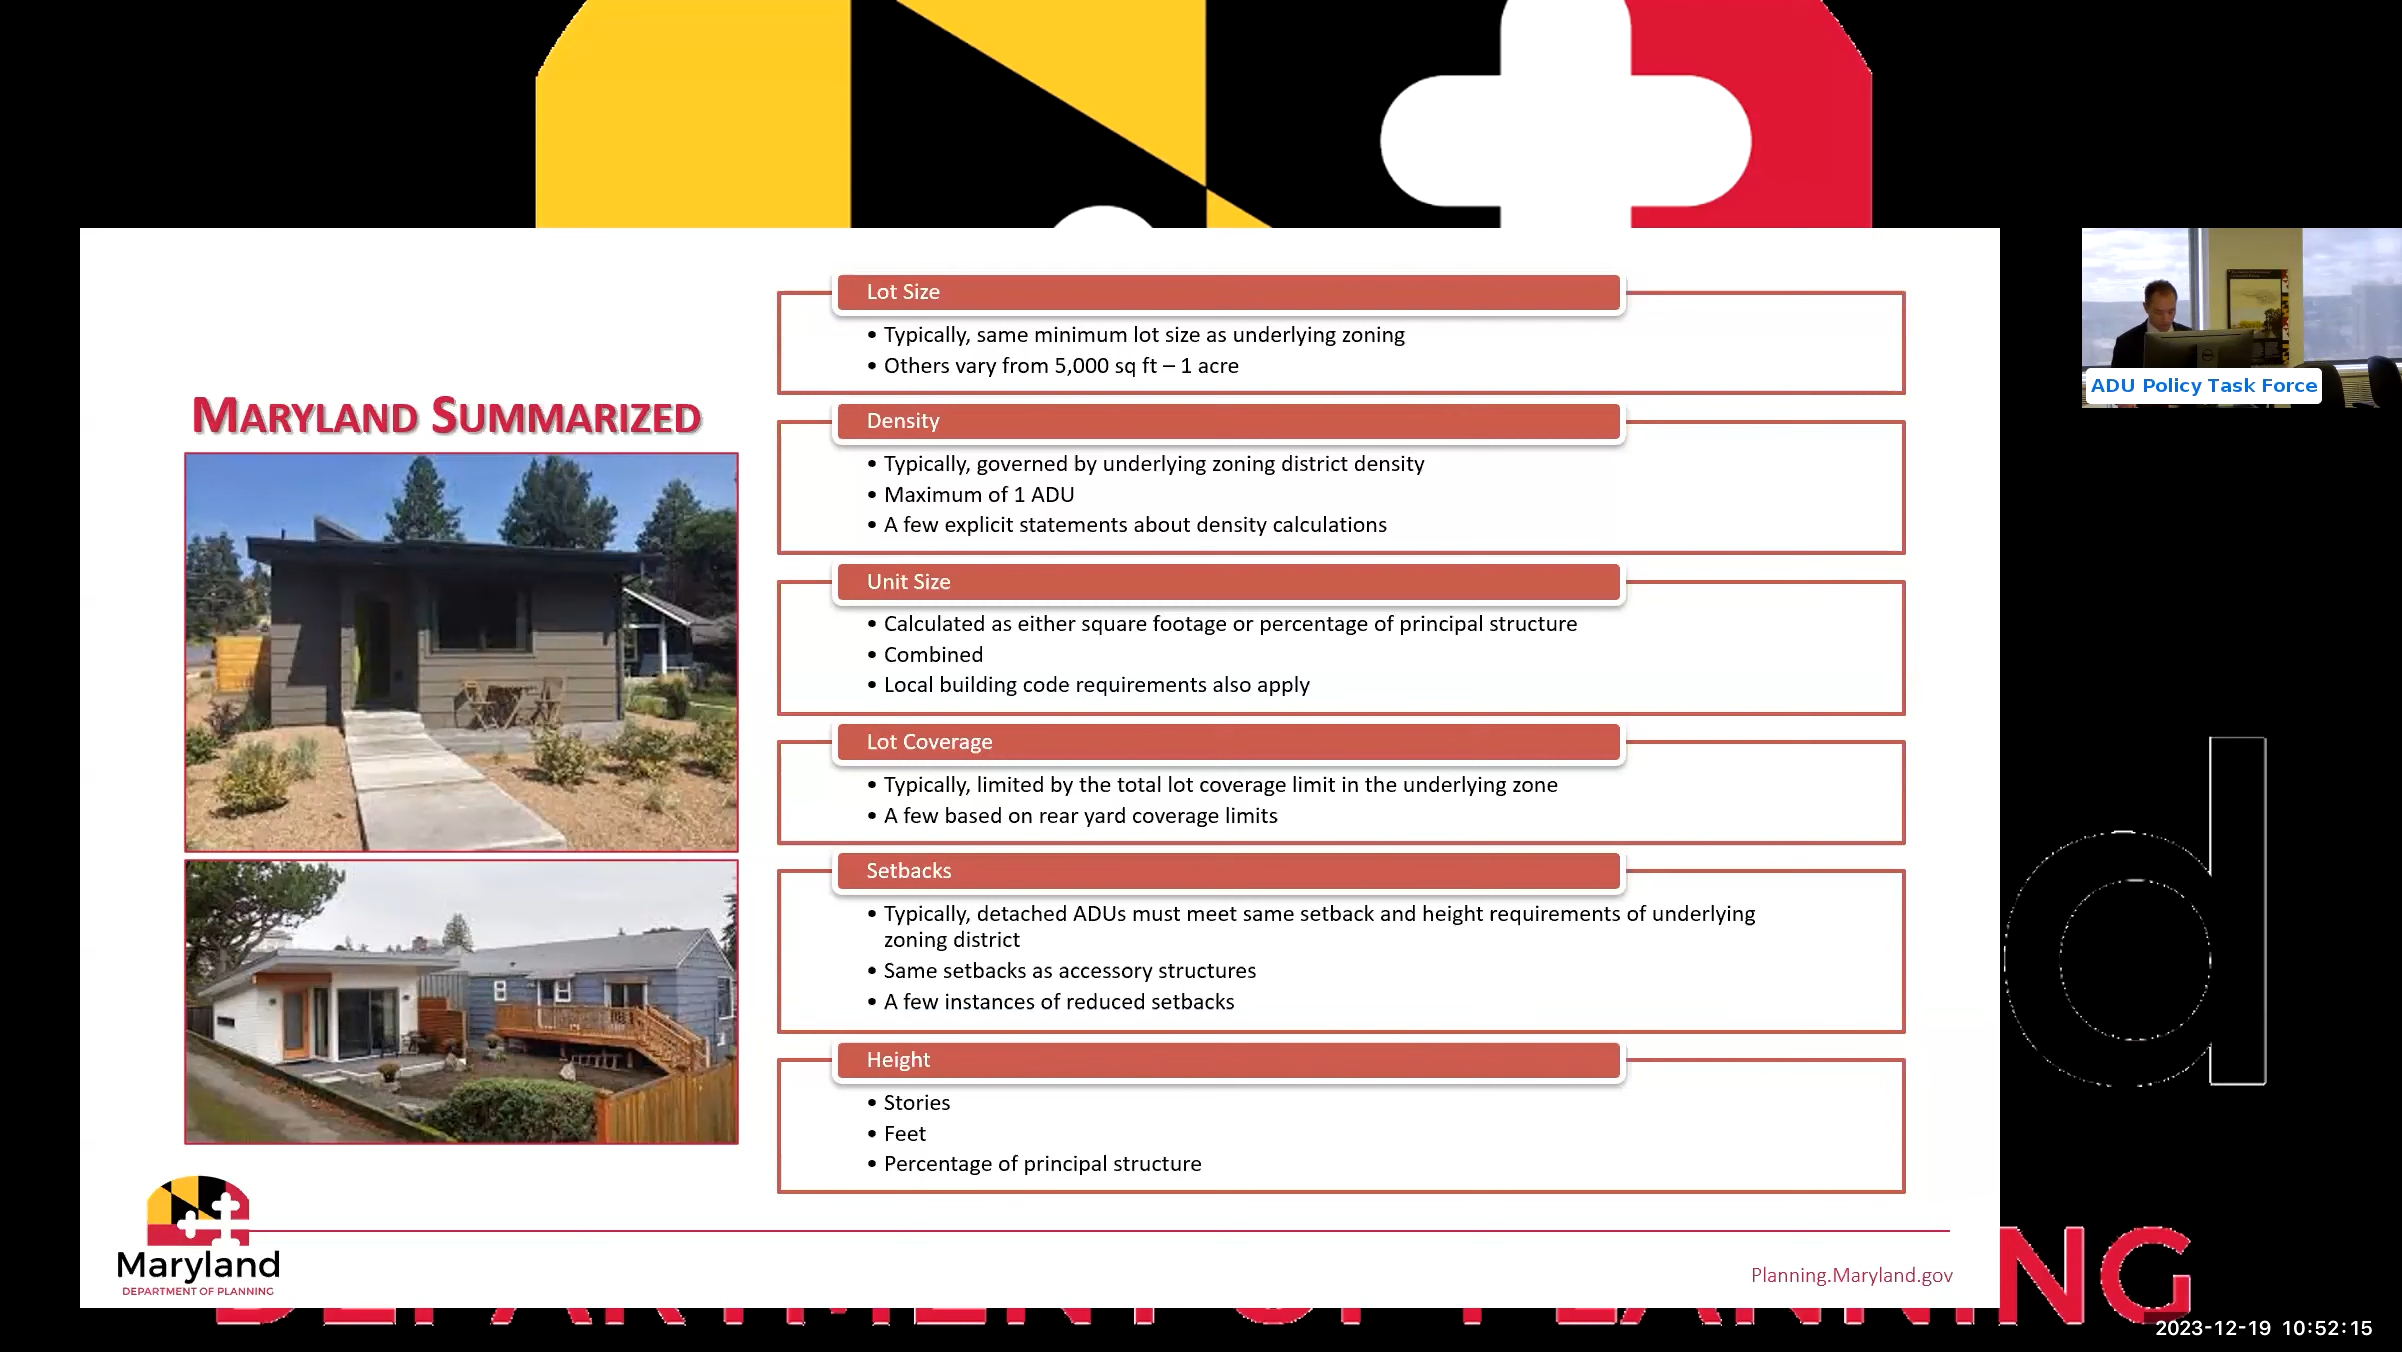 MARYLAND SUMMARIZED
Lot Size
• Typically, same minimum lot size as underlying zoning
• Others vary from 5,000 sq ft – 1 acre
Density
• Typically, governed by underlying zoning district density
• Maximum of 1 ADU
• A few explicit statements about density calculations
Unit Size
• Calculated as either square footage or percentage of principal structure
• Combined
• Local building code requirements also apply
Lot Coverage
• Typically, limited by the total lot coverage limit in the underlying zone
• A few based on rear yard coverage limits
Setbacks
• Typically, detached ADUs must meet same setback and height requirements of underlying
zoning district
• Same setbacks as accessory structures
• A few instances of reduced setbacks
Height
• Stories
• Feet
• Percentage of principal structure
Maryland
DEPARTMENT OF PLANNING
Planning.Maryland.gov
ADU Policy Task Force
d
DEPARTMENT OF PLANNING
2023-12-19 10:52:15